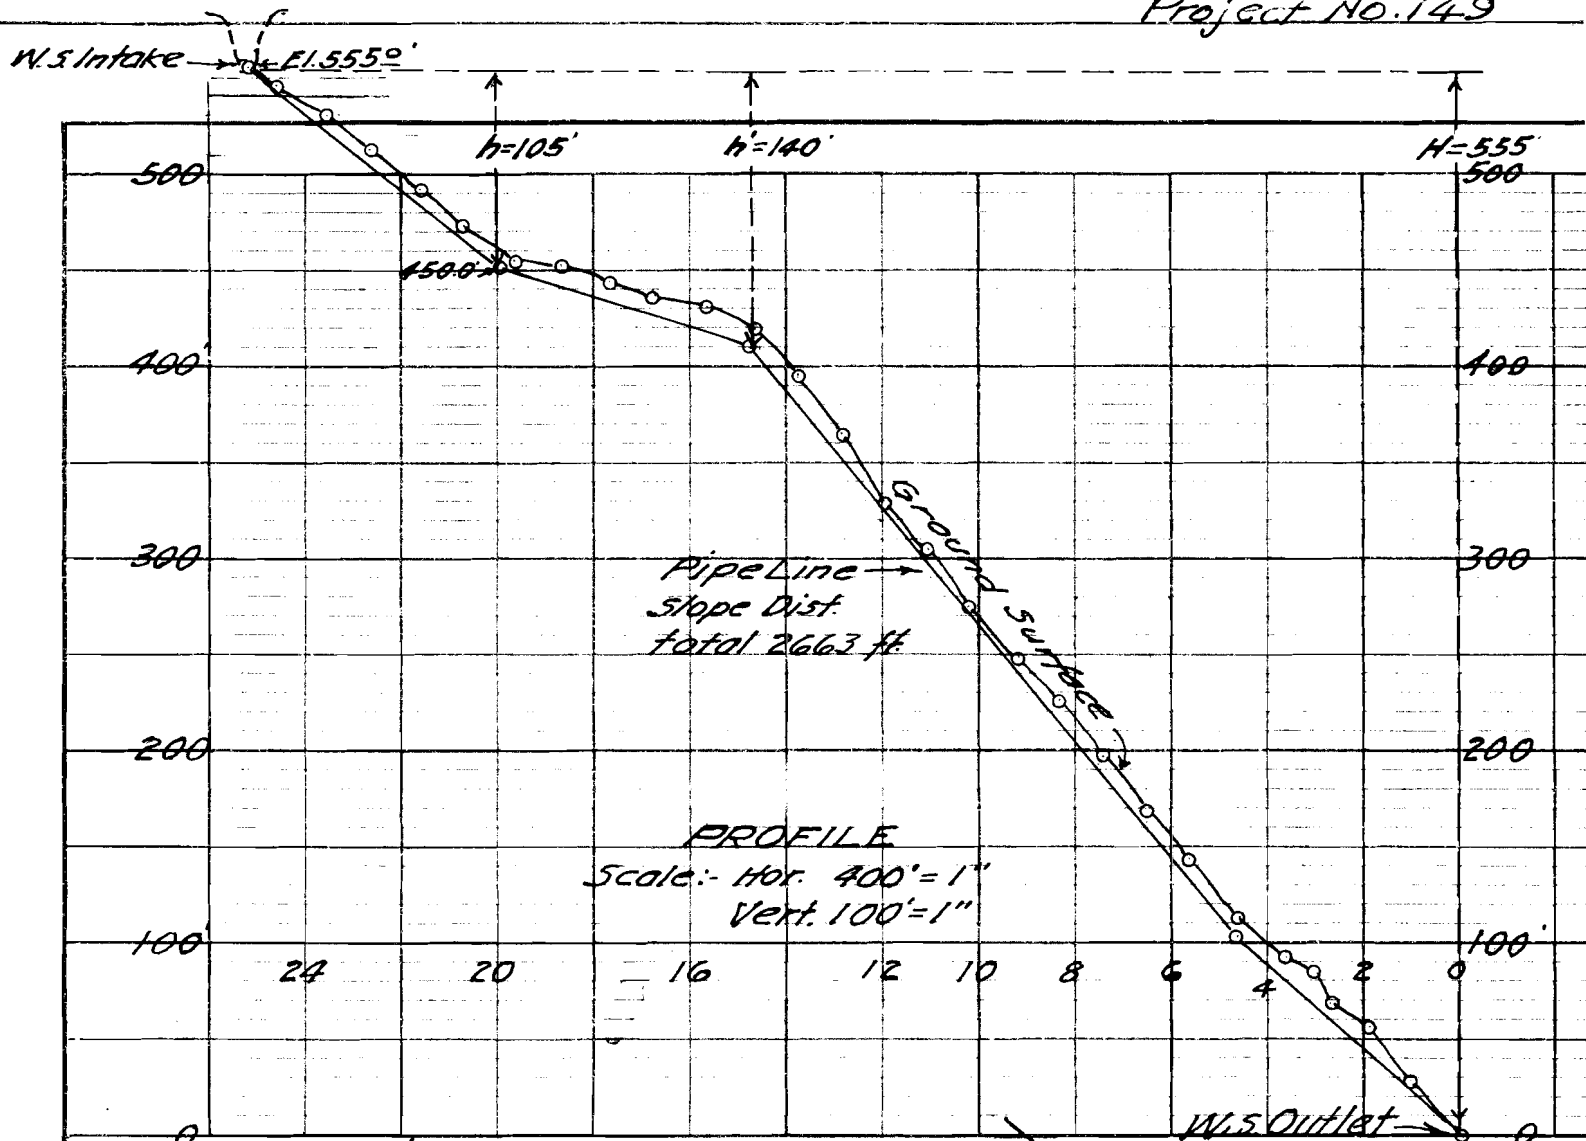 Project No. 149
W.S. Intake
El. 555.0'
h=105'
h'=140'
H=555'
500'
500
450.0'
400'
400
Ground Surface
300
300
Pipe Line
Slope Dist.
total 2663 ft.
200
200
PROFILE
Scale:- Hor. 400'=1"
Vert. 100'=1"
100'
100'
24 20 16 12 10 8 6 4 2 0
W.S. Outlet
0
0